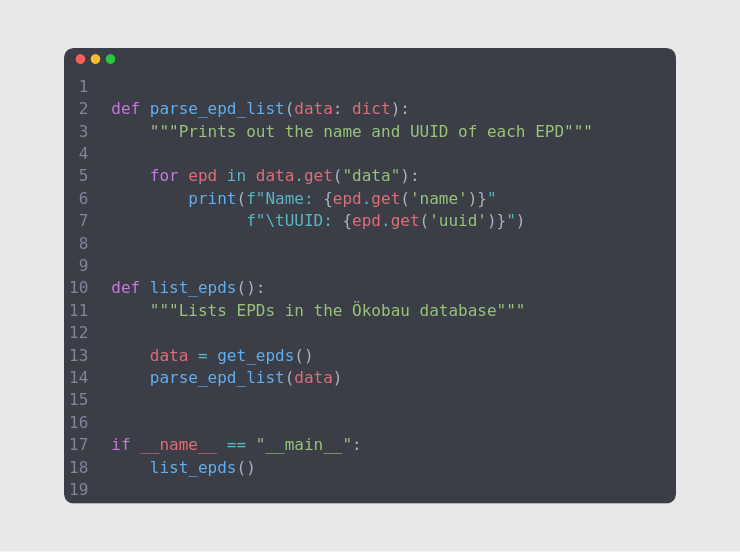 1
2 def parse_epd_list(data: dict):
3     """Prints out the name and UUID of each EPD"""
4
5     for epd in data.get("data"):
6         print(f"Name: {epd.get('name')}"
7               f"\tUUID: {epd.get('uuid')}")
8
9
10 def list_epds():
11     """Lists EPDs in the Ökobau database"""
12
13     data = get_epds()
14     parse_epd_list(data)
15
16
17 if __name__ == "__main__":
18     list_epds()
19